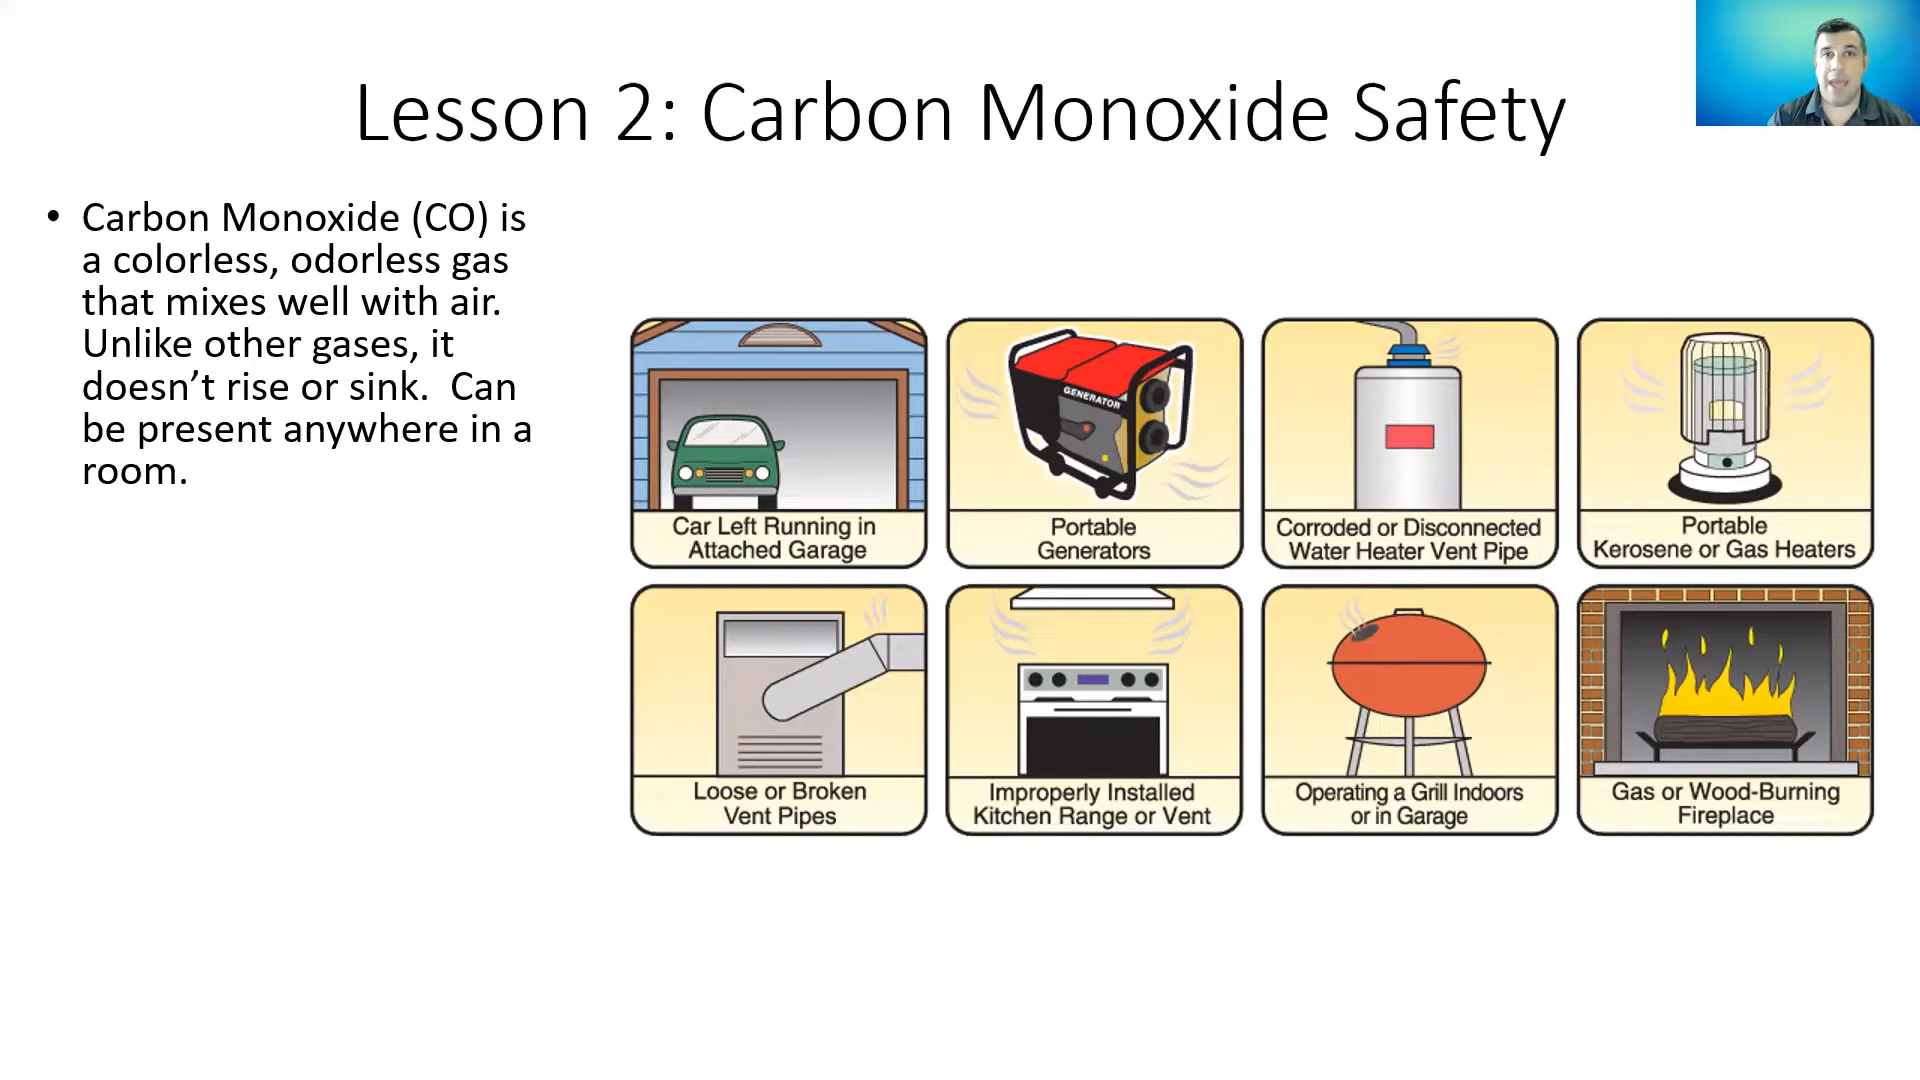 Lesson 2: Carbon Monoxide Safety
• Carbon Monoxide (CO) is
a colorless, odorless gas
that mixes well with air.
Unlike other gases, it
doesn’t rise or sink.  Can
be present anywhere in a
room.
GENERATOR
Car Left Running in
Attached Garage
Portable
Generators
Corroded or Disconnected
Water Heater Vent Pipe
Portable
Kerosene or Gas Heaters
Loose or Broken
Vent Pipes
Improperly Installed
Kitchen Range or Vent
Operating a Grill Indoors
or in Garage
Gas or Wood-Burning
Fireplace